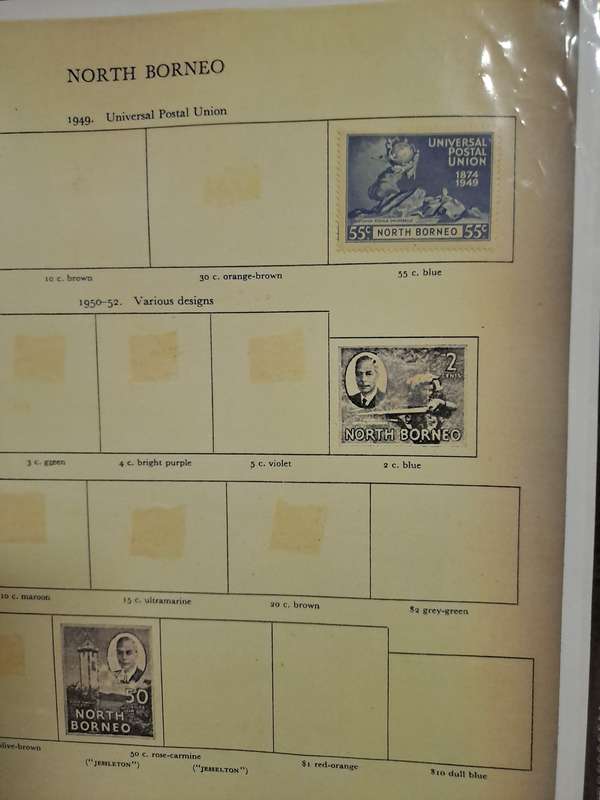 NORTH BORNEO
1949. Universal Postal Union
UNIVERSAL
POSTAL
UNION
1874
1949
55c NORTH BORNEO 55c
10 c. brown
30 c. orange-brown
55 c. blue
1950-52. Various designs
2
CENTS
NORTH BORNEO
3 c. green
4 c. bright purple
5 c. violet
2 c. blue
10 c. maroon
15 c. ultramarine
20 c. brown
$2 grey-green
50
NORTH
BORNEO
olive-brown
50 c. rose-carmine
$1 red-orange
$10 dull blue
("JESSLETON")
("JESSELTON")